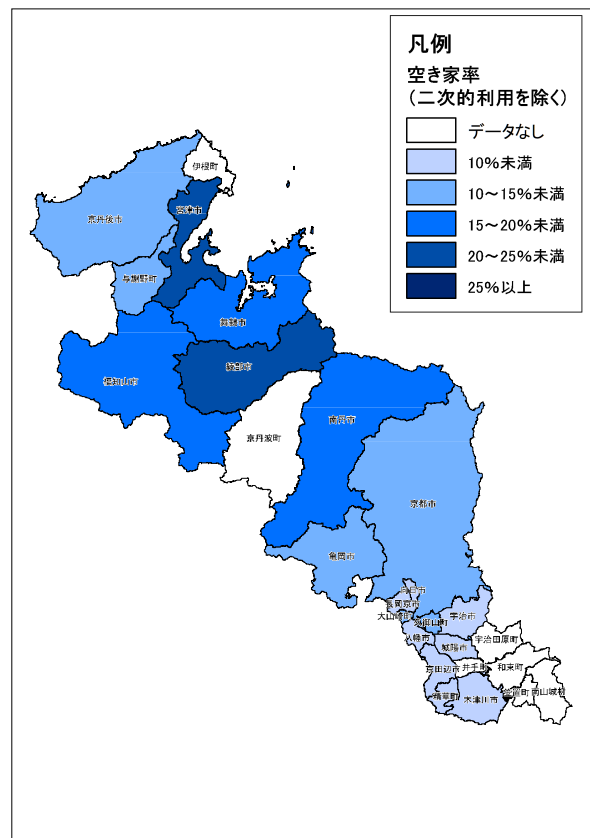 凡例
空き家率
(二次的利用を除く)
データなし
10%未満
10~15%未満
15~20%未満
20~25%未満
25%以上
伊根町
京丹後市
宮津市
与謝野町
舞鶴市
綾部市
福知山市
京丹波町
南丹市
京都市
亀岡市
向日市
長岡京市
大山崎町
久御山町
宇治市
八幡市
宇治田原町
城陽市
井手町
和束町
京田辺市
精華町
木津川市
笠置町
南山城村